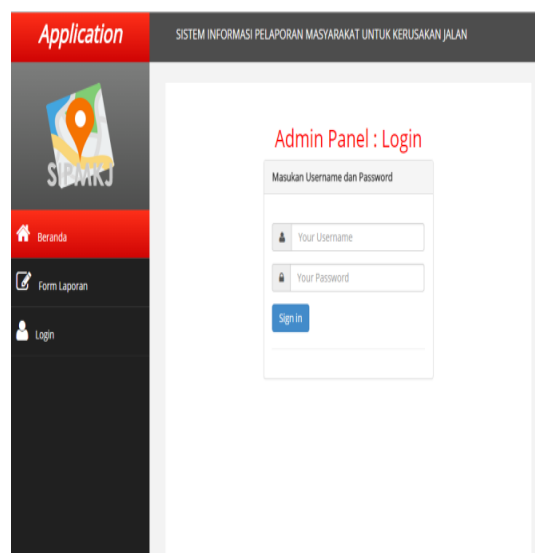 Application
SISTEM INFORMASI PELAPORAN MASYARAKAT UNTUK KERUSAKAN JALAN
SIPMKJ
Beranda
Form Laporan
Login
Admin Panel : Login
Masukan Username dan Password
Your Username
Your Password
Sign in